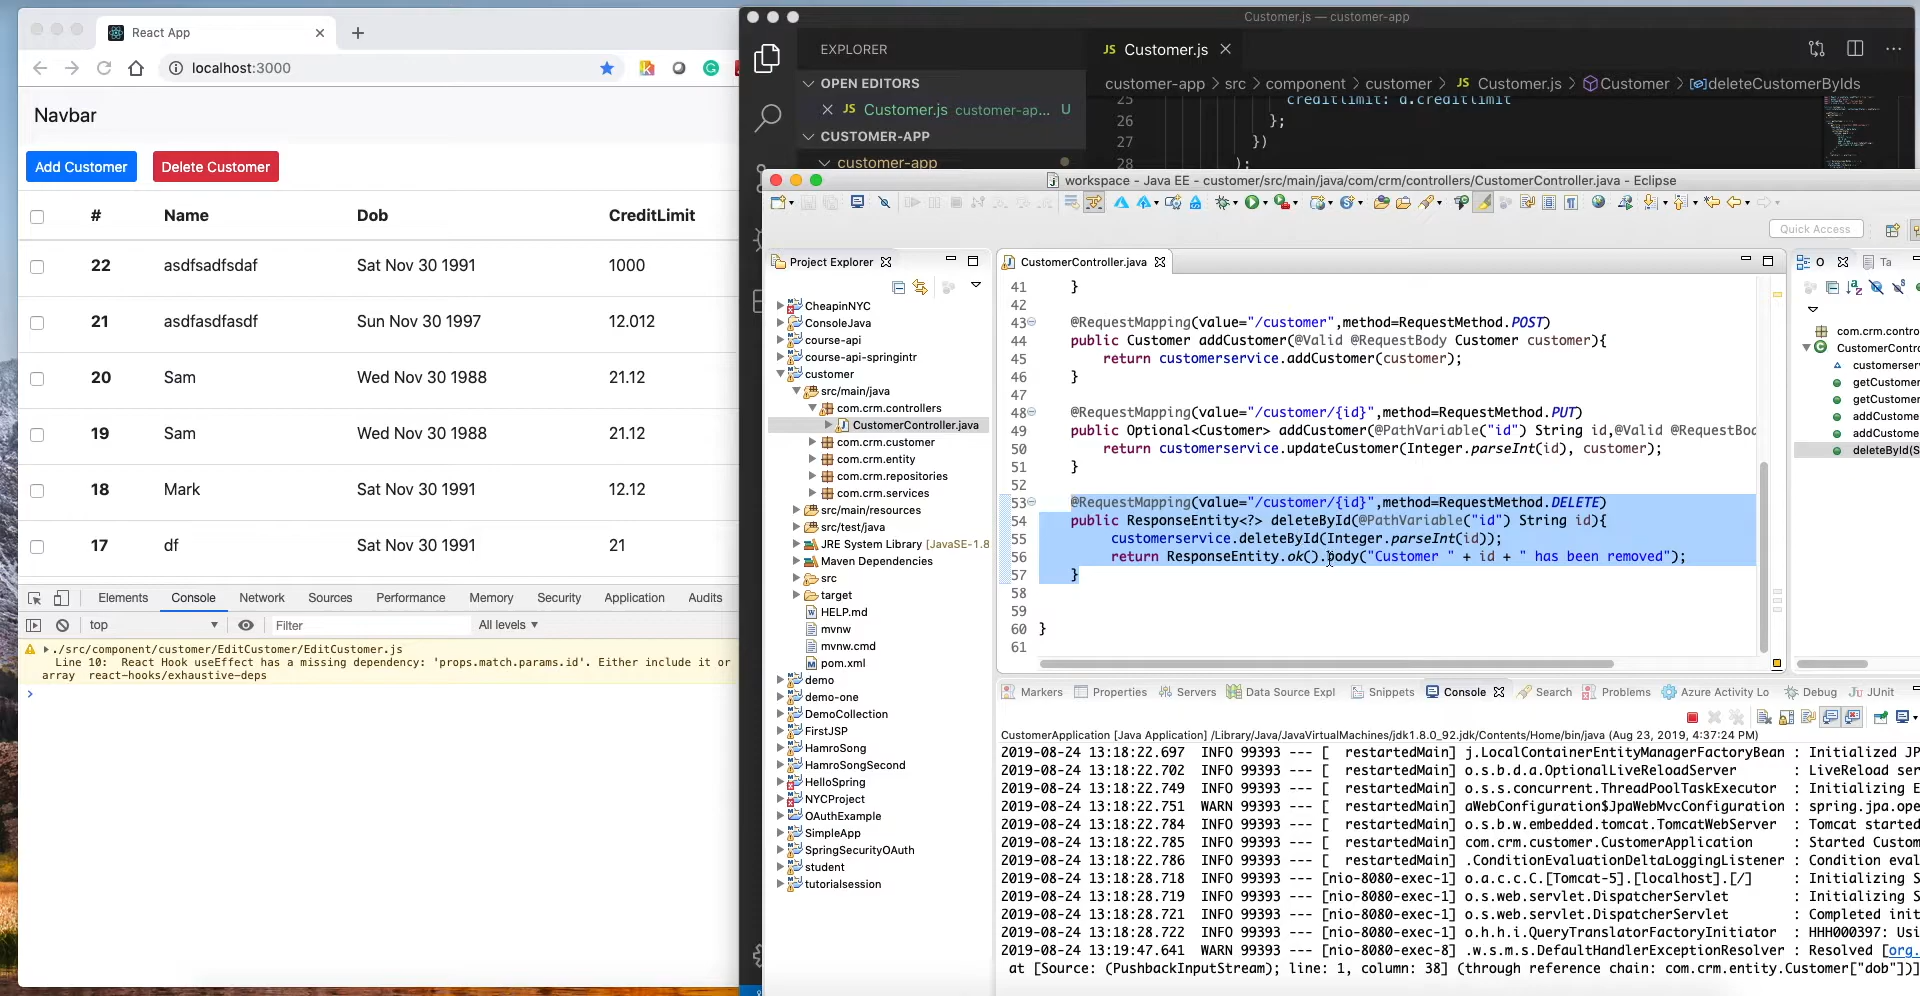 React App
localhost:3000
Navbar
Add Customer
Delete Customer
# Name Dob CreditLimit
22 asdfsadfsdaf Sat Nov 30 1991 1000
21 asdfasdfasdf Sun Nov 30 1997 12.012
20 Sam Wed Nov 30 1988 21.12
19 Sam Wed Nov 30 1988 21.12
18 Mark Sat Nov 30 1991 12.12
17 df Sat Nov 30 1991 21
Elements Console Network Sources Performance Memory Security Application Audits
top Filter All levels
./src/component/customer/EditCustomer/EditCustomer.js
Line 10: React Hook useEffect has a missing dependency: 'props.match.params.id'. Either include it or
array react-hooks/exhaustive-deps
Customer.js — customer-app
EXPLORER
JS Customer.js
OPEN EDITORS
JS Customer.js customer-ap... U
CUSTOMER-APP
customer-app
customer-app > src > component > customer > JS Customer.js > Customer > deleteCustomerByIds
25 creditlimit: d.creditlimit
26 };
27 })
28 );
workspace - Java EE - customer/src/main/java/com/crm/controllers/CustomerController.java - Eclipse
Quick Access
Project Explorer
CheapinNYC
ConsoleJava
course-api
course-api-springintr
customer
src/main/java
com.crm.controllers
CustomerController.java
com.crm.customer
com.crm.entity
com.crm.repositories
com.crm.services
src/main/resources
src/test/java
JRE System Library [JavaSE-1.8
Maven Dependencies
src
target
HELP.md
mvnw
mvnw.cmd
pom.xml
demo
demo-one
DemoCollection
FirstJSP
HamroSong
HamroSongSecond
HelloSpring
NYCProject
OAuthExample
SimpleApp
SpringSecurityOAuth
student
tutorialsession
CustomerController.java
41 }
42
43 @RequestMapping(value="/customer",method=RequestMethod.POST)
44 public Customer addCustomer(@Valid @RequestBody Customer customer){
45 return customerservice.addCustomer(customer);
46 }
47
48 @RequestMapping(value="/customer/{id}",method=RequestMethod.PUT)
49 public Optional<Customer> addCustomer(@PathVariable("id") String id,@Valid @RequestBod
50 return customerservice.updateCustomer(Integer.parseInt(id), customer);
51 }
52
53 @RequestMapping(value="/customer/{id}",method=RequestMethod.DELETE)
54 public ResponseEntity<?> deleteById(@PathVariable("id") String id){
55 customerservice.deleteById(Integer.parseInt(id));
56 return ResponseEntity.ok().body("Customer " + id + " has been removed");
57 }
58
59
60 }
61
O Ta
com.crm.contro
CustomerContro
customerser
getCustomer
getCustomer
addCustome
addCustome
deleteById(S
Markers Properties Servers Data Source Expl Snippets Console Search Problems Azure Activity Lo Debug JUnit
CustomerApplication [Java Application] /Library/Java/JavaVirtualMachines/jdk1.8.0_92.jdk/Contents/Home/bin/java (Aug 23, 2019, 4:37:24 PM)
2019-08-24 13:18:22.697 INFO 99393 --- [ restartedMain] j.LocalContainerEntityManagerFactoryBean : Initialized JP
2019-08-24 13:18:22.702 INFO 99393 --- [ restartedMain] o.s.b.d.a.OptionalLiveReloadServer : LiveReload ser
2019-08-24 13:18:22.749 INFO 99393 --- [ restartedMain] o.s.s.concurrent.ThreadPoolTaskExecutor : Initializing E
2019-08-24 13:18:22.751 WARN 99393 --- [ restartedMain] aWebConfiguration$JpaWebMvcConfiguration : spring.jpa.ope
2019-08-24 13:18:22.784 INFO 99393 --- [ restartedMain] o.s.b.w.embedded.tomcat.TomcatWebServer : Tomcat started
2019-08-24 13:18:22.785 INFO 99393 --- [ restartedMain] com.crm.customer.CustomerApplication : Started Custom
2019-08-24 13:18:22.786 INFO 99393 --- [ restartedMain] .ConditionEvaluationDeltaLoggingListener : Condition eval
2019-08-24 13:18:28.718 INFO 99393 --- [nio-8080-exec-1] o.a.c.c.C.[Tomcat-5].[localhost].[/] : Initializing S
2019-08-24 13:18:28.719 INFO 99393 --- [nio-8080-exec-1] o.s.web.servlet.DispatcherServlet : Initializing S
2019-08-24 13:18:28.721 INFO 99393 --- [nio-8080-exec-1] o.s.web.servlet.DispatcherServlet : Completed init
2019-08-24 13:18:28.722 INFO 99393 --- [nio-8080-exec-1] o.h.h.i.QueryTranslatorFactoryInitiator : HHH000397: Usi
2019-08-24 13:19:47.641 WARN 99393 --- [nio-8080-exec-8] .w.s.m.s.DefaultHandlerExceptionResolver : Resolved [org.
at [Source: (PushbackInputStream); line: 1, column: 38] (through reference chain: com.crm.entity.Customer["dob"])]